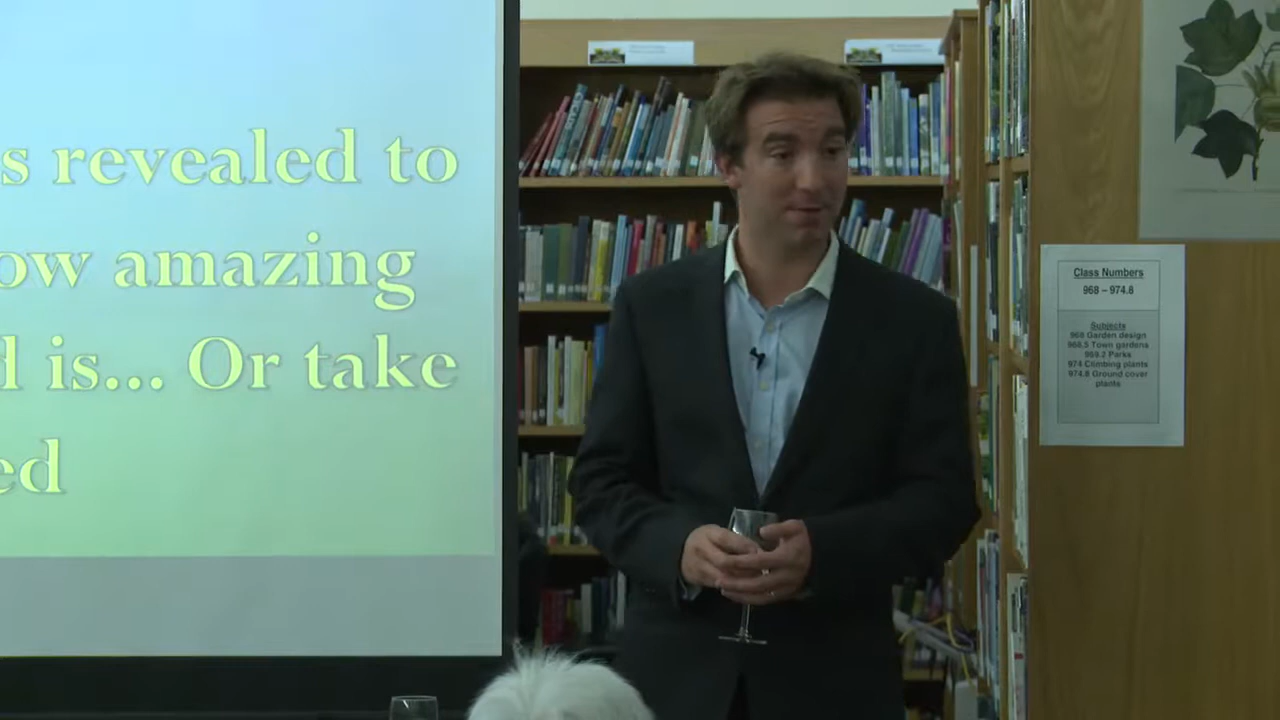 s revealed to
ow amazing
d is... Or take
ed
Class Numbers
968 – 974.8
Subjects
968 Garden design
968.5 Town gardens
969.2 Parks
974 Climbing plants
974.8 Ground cover
plants